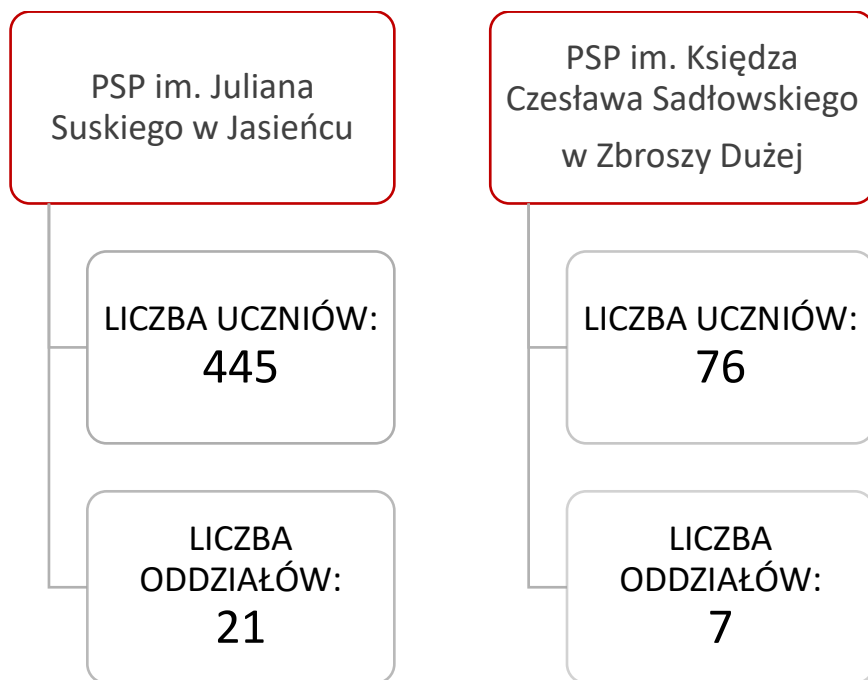 PSP im. Juliana
Suskiego w Jasieńcu
LICZBA UCZNIÓW:
445
LICZBA
ODDZIAŁÓW:
21
PSP im. Księdza
Czesława Sadłowskiego
w Zbroszy Dużej
LICZBA UCZNIÓW:
76
LICZBA
ODDZIAŁÓW:
7